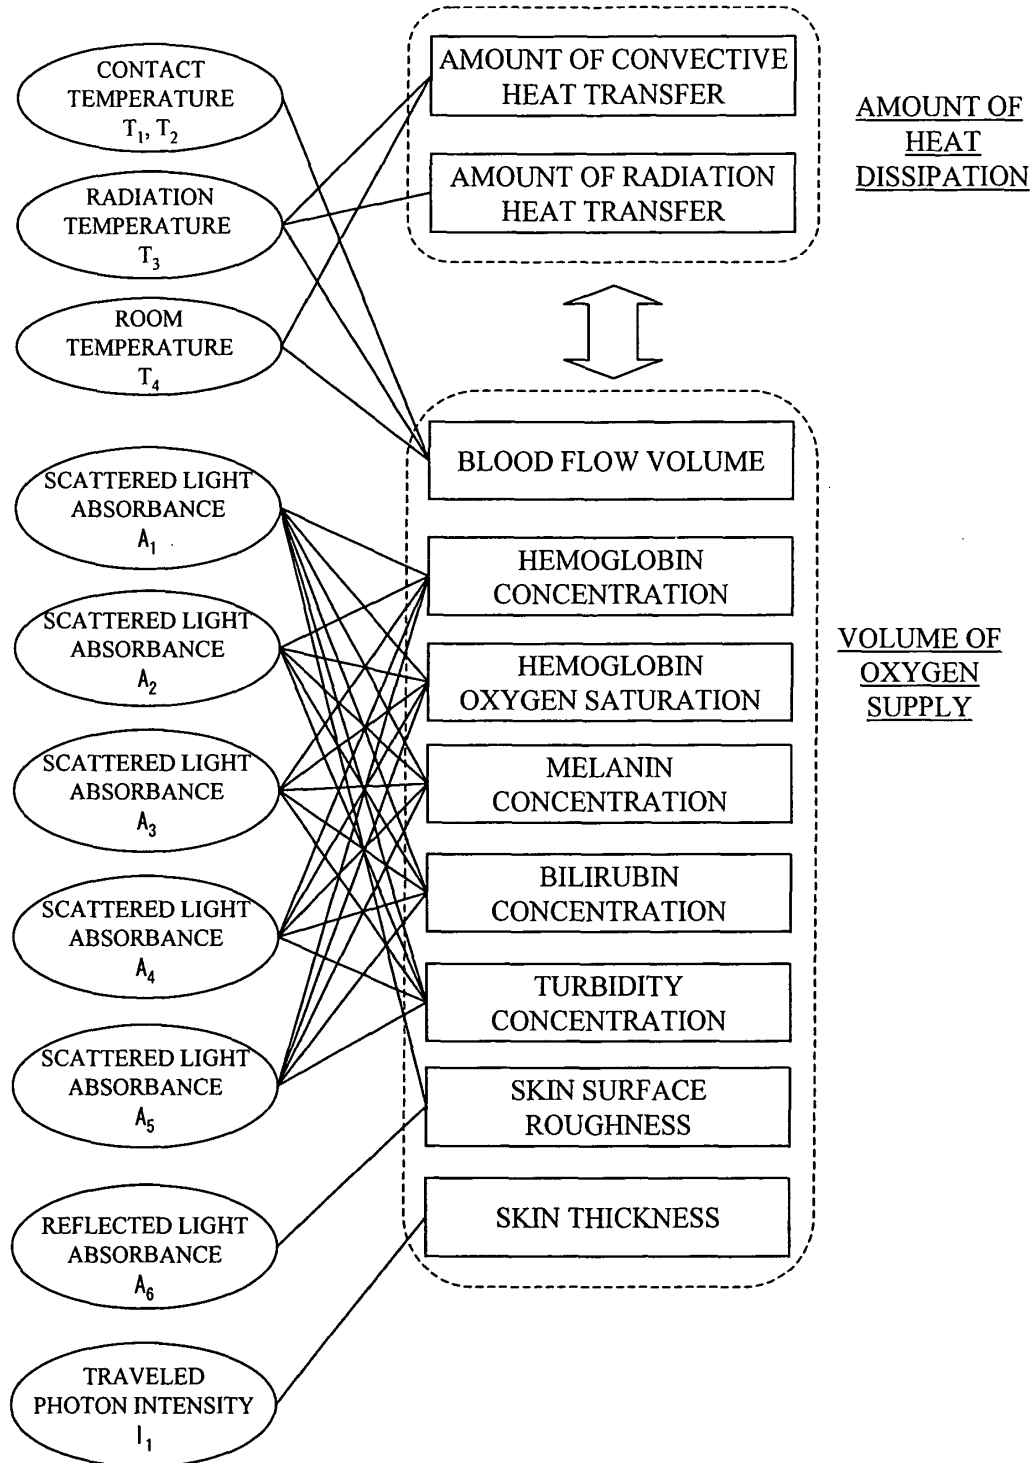 CONTACT
TEMPERATURE
T1, T2
RADIATION
TEMPERATURE
T3
ROOM
TEMPERATURE
T4
SCATTERED LIGHT
ABSORBANCE
A1
SCATTERED LIGHT
ABSORBANCE
A2
SCATTERED LIGHT
ABSORBANCE
A3
SCATTERED LIGHT
ABSORBANCE
A4
SCATTERED LIGHT
ABSORBANCE
A5
REFLECTED LIGHT
ABSORBANCE
A6
TRAVELED
PHOTON INTENSITY
I1
AMOUNT OF CONVECTIVE
HEAT TRANSFER
AMOUNT OF RADIATION
HEAT TRANSFER
BLOOD FLOW VOLUME
HEMOGLOBIN
CONCENTRATION
HEMOGLOBIN
OXYGEN SATURATION
MELANIN
CONCENTRATION
BILIRUBIN
CONCENTRATION
TURBIDITY
CONCENTRATION
SKIN SURFACE
ROUGHNESS
SKIN THICKNESS
AMOUNT OF
HEAT
DISSIPATION
VOLUME OF
OXYGEN
SUPPLY